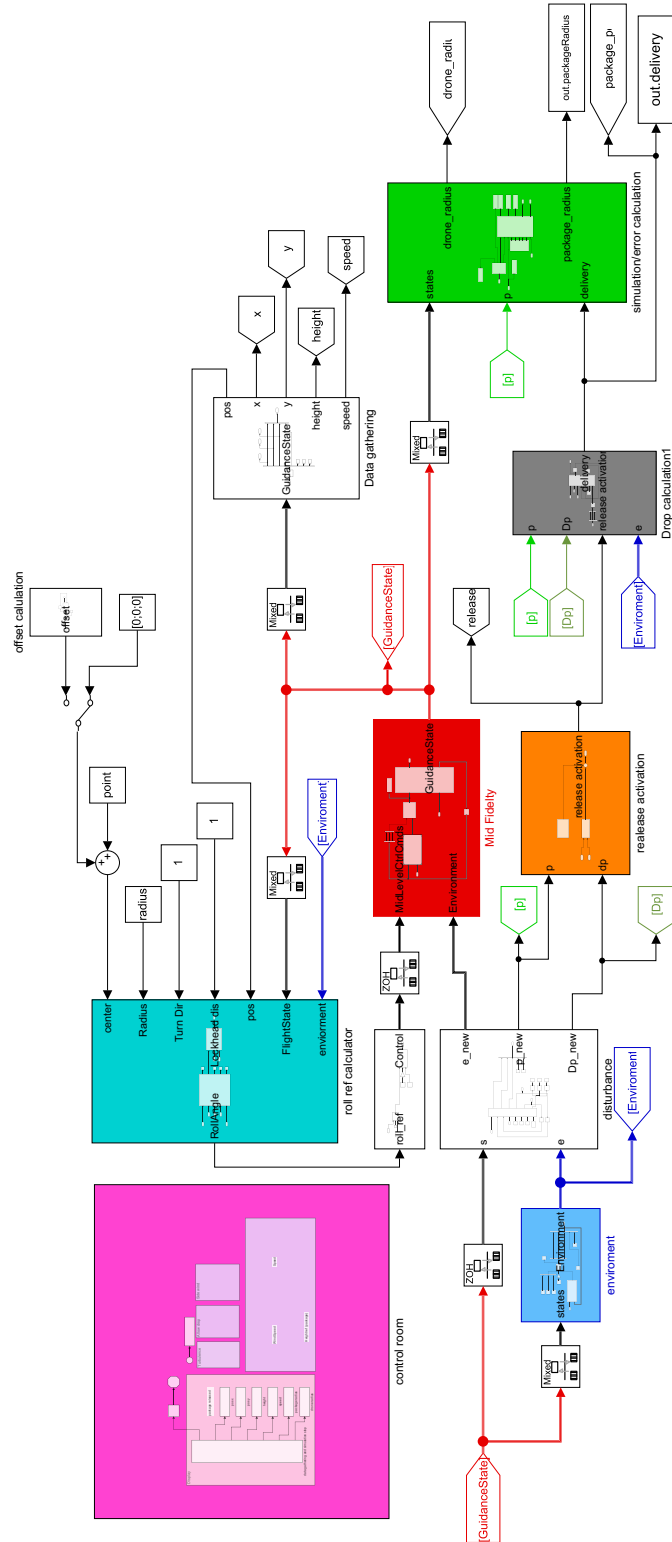 offset calulation
offset =
[0;0;0]
point
radius
1
1
center
Radius
Turn Dir
Lockhead dis
pos
FlightState
enviorment
RollAngle
roll ref calculator
[Enviroment]
Mixed
Mixed
pos
x
y
height
speed
GuidanceState
Data gathering
x
y
height
speed
control room
roll_ref
Control
ZOH
MidLevelCtrlCmds
Environment
GuidanceState
Mid Fidelity
[GuidanceState]
Mixed
states
p
delivery
drone_radius
package_radius
simulation/error calculation
[p]
drone_radiu
out.packageRadius
package_p
out.delivery
[GuidanceState]
ZOH
Mixed
states
Environment
enviroment
s
e
e_new
p_new
Dp_new
disturbance
[Enviroment]
[p]
[Dp]
p
dp
release activation
realease activation
release
[p]
[Dp]
[Enviroment]
p
Dp
release activation
e
delivery
Drop calculation1